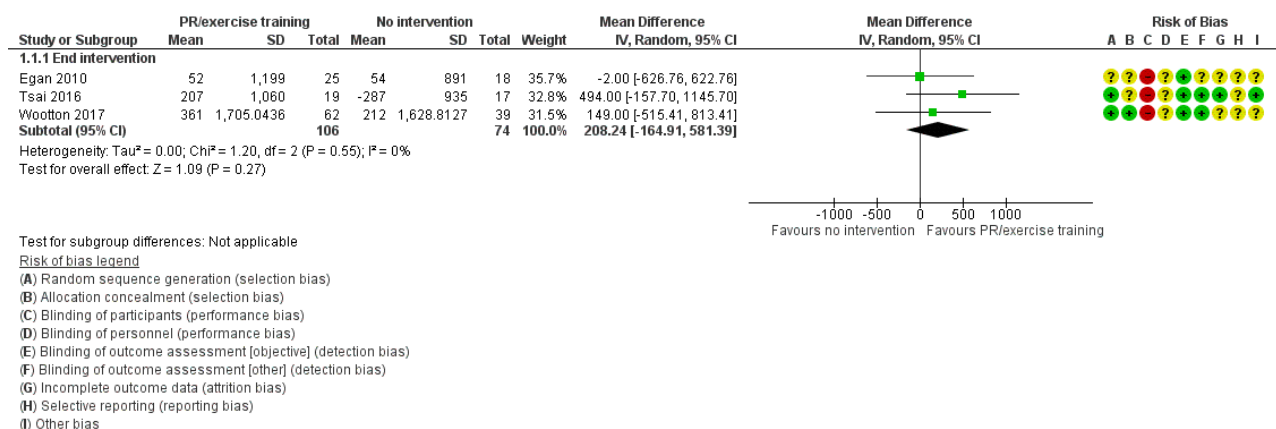 PR/exercise training No intervention Mean Difference Mean Difference Risk of Bias
Study or Subgroup Mean SD Total Mean SD Total Weight IV, Random, 95% CI IV, Random, 95% CI A B C D E F G H I
1.1.1 End intervention
Egan 2010 52 1,199 25 54 891 18 35.7% -2.00 [-626.76, 622.76] ? ? - ? + ? ? ? ?
Tsai 2016 207 1,060 19 -287 935 17 32.8% 494.00 [-157.70, 1145.70] + ? - ? + + + ? +
Wootton 2017 361 1,705.0436 62 212 1,628.8127 39 31.5% 149.00 [-515.41, 813.41] + + - ? + + ? ? ?
Subtotal (95% CI) 106 74 100.0% 208.24 [-164.91, 581.39]
Heterogeneity: Tau² = 0.00; Chi² = 1.20, df = 2 (P = 0.55); I² = 0%
Test for overall effect: Z = 1.09 (P = 0.27)
-1000 -500 0 500 1000
Favours no intervention Favours PR/exercise training
Test for subgroup differences: Not applicable
Risk of bias legend
(A) Random sequence generation (selection bias)
(B) Allocation concealment (selection bias)
(C) Blinding of participants (performance bias)
(D) Blinding of personnel (performance bias)
(E) Blinding of outcome assessment [objective] (detection bias)
(F) Blinding of outcome assessment [other] (detection bias)
(G) Incomplete outcome data (attrition bias)
(H) Selective reporting (reporting bias)
(I) Other bias